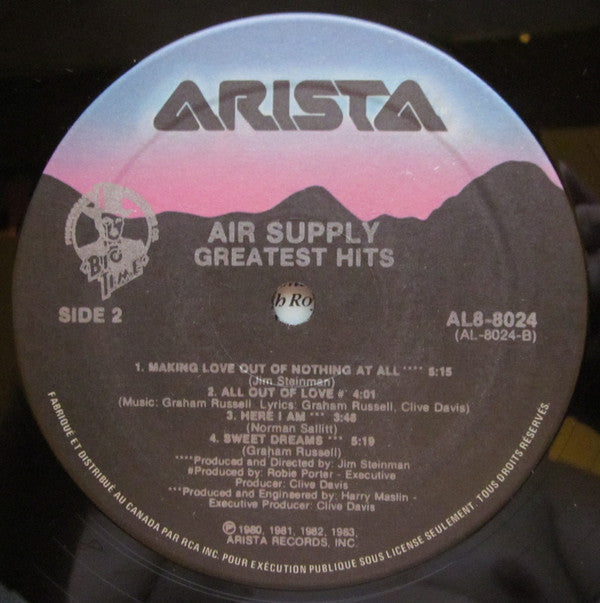 ARISTA
BIG
TIME
AIR SUPPLY
GREATEST HITS
h Ro
SIDE 2
AL8-8024
(AL-8024-B)
1. MAKING LOVE OUT OF NOTHING AT ALL **** 5:15
(Jim Steinman)
2. ALL OUT OF LOVE #* 4:01
(Music: Graham Russell Lyrics: Graham Russell, Clive Davis)
3. HERE I AM *** 3:48
(Norman Sallitt)
4. SWEET DREAMS *** 5:19
(Graham Russell)
****Produced and Directed by: Jim Steinman
#Produced by: Robie Porter - Executive
Producer: Clive Davis
***Produced and Engineered by: Harry Maslin -
Executive Producer: Clive Davis
℗ 1980, 1981, 1982, 1983,
ARISTA RECORDS, INC.
FABRIQUÉ ET DISTRIBUÉ AU CANADA PAR RCA INC. POUR EXÉCUTION PUBLIQUE SOUS LICENSE SEULEMENT. TOUS DROITS RÉSERVÉS.